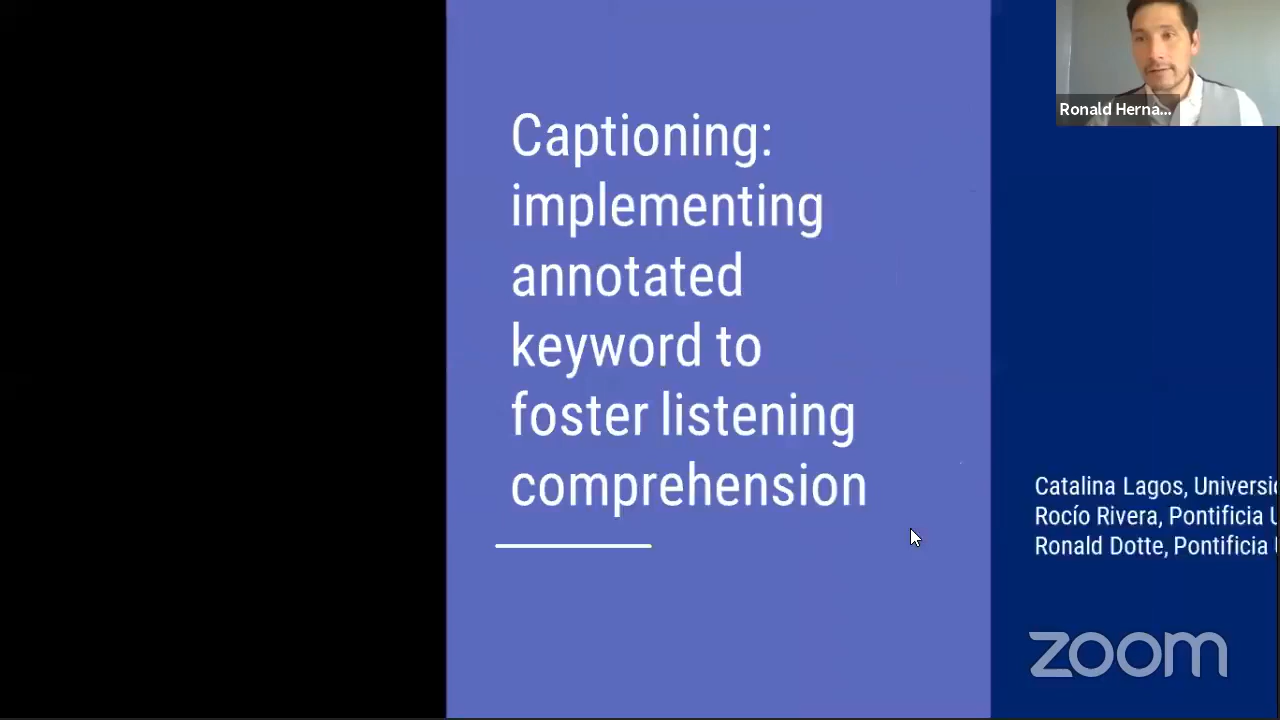 Captioning:
implementing
annotated
keyword to
foster listening
comprehension
Ronald Herna...
Catalina Lagos, Universi
Rocío Rivera, Pontificia
Ronald Dotte, Pontificia
zoom